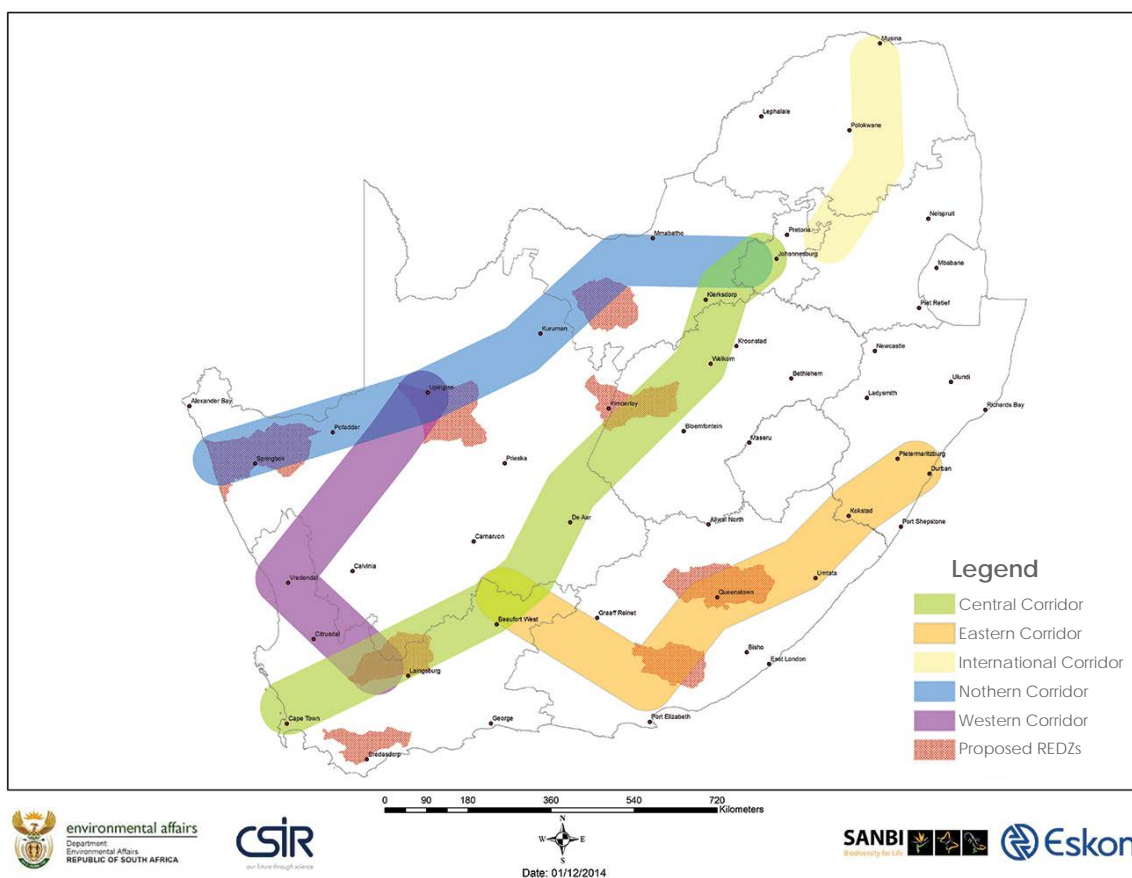 Musina
Lephalale
Polokwane
Nelspruit
Mmabatho
Pretoria
Johannesburg
Mbabane
Klerksdorp
Piet Retief
Kuruman
Kroonstad
Newcastle
Welkom
Bethlehem
Ulundi
Upington
Ladysmith
Alexander Bay
Kimberley
Richards Bay
Pofadder
Bloemfontein
Maseru
Springbok
Prieska
Pietermaritzburg
Durban
De Aar
Aliwal North
Kokstad
Port Shepstone
Carnarvon
Calvinia
Vredendal
Umtata
Queenstown
Graaff Reinet
Beaufort West
Citrusdal
Bisho
East London
Laingsburg
Cape Town
George
Port Elizabeth
Bredasdorp
Legend
Central Corridor
Eastern Corridor
International Corridor
Nothern Corridor
Western Corridor
Proposed REDZs
0 90 180 360 540 720
Kilometers
N
W E
S
Date: 01/12/2014
environmental affairs
Department:
Environmental Affairs
REPUBLIC OF SOUTH AFRICA
CSIR
our future through science
SANBI
Biodiversity for Life
Eskom